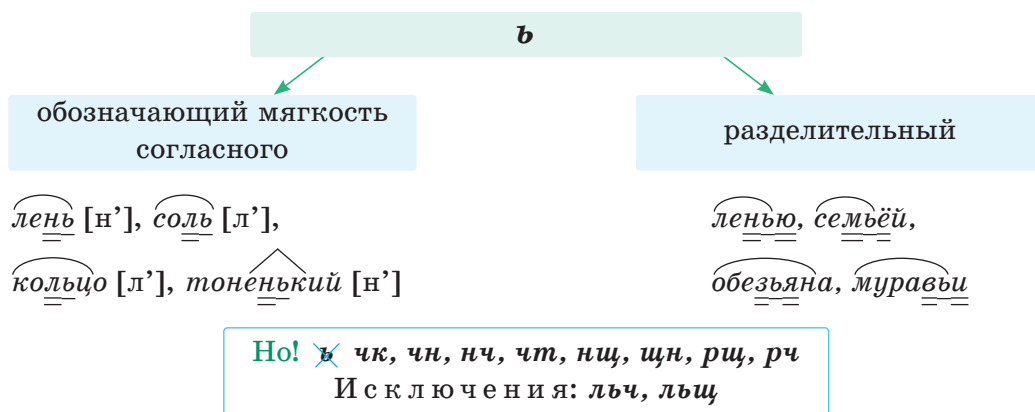 ь
обозначающий мягкость
согласного
разделительный
лень [н’], соль [л’],
кольцо [л’], тоненький [н’]
ленью, семьёй,
обезьяна, муравьи
Но! ь чк, чн, нч, чт, нщ, щн, рщ, рч
Исключения: льч, льщ